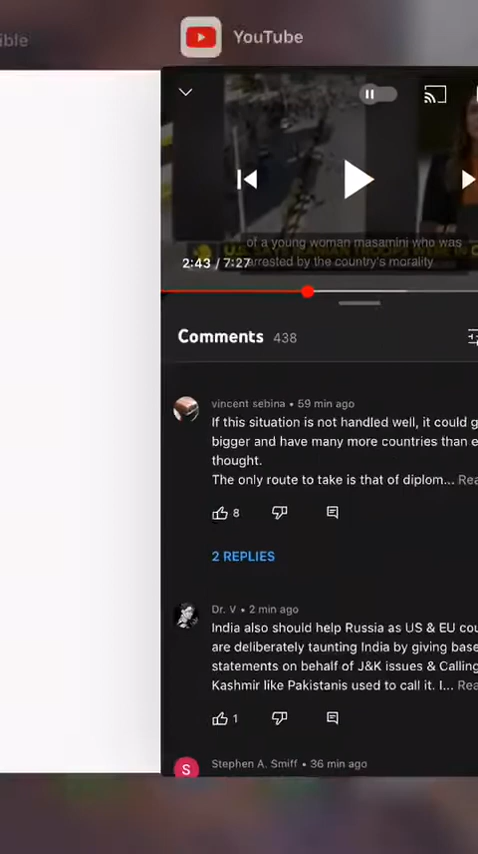 ible
YouTube
of a young woman masamini who was
2:43 / 7:27
arrested by the country's morality
Comments 438
vincent sebina • 59 min ago
If this situation is not handled well, it could g
bigger and have many more countries than e
thought.
The only route to take is that of diplom... Rea
8
2 REPLIES
Dr. V • 2 min ago
India also should help Russia as US & EU cou
are deliberately taunting India by giving base
statements on behalf of J&K issues & Calling
Kashmir like Pakistanis used to call it. I... Rea
1
S
Stephen A. Smiff • 36 min ago